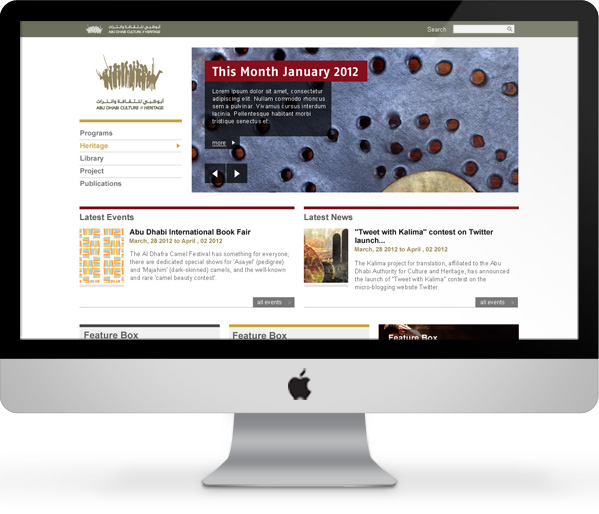 Search
أبوظبي للثقافة والتراث
ABU DHABI CULTURE & HERITAGE
Programs
Heritage
Library
Project
Publications
This Month January 2012
Lorem ipsum dolor sit amet, consectetur
adipiscing elit. Nullam commodo rhoncus
sem a pulvinar. Vivamus cursus interdum
lacinia. Pellentesque habitant morbi
tristique senectus et.
more
Latest Events
Abu Dhabi International Book Fair
March, 28 2012 to April , 02 2012
The Al Dhafra Camel Festival has something for everyone;
there are dedicated special shows for 'Asayel' (pedigree)
and 'Majahim' (dark-skinned) camels, and the well-known
and rare 'camel beauty contest'.
all events
Latest News
"Tweet with Kalima" contest on Twitter
launch...
March, 28 2012 to April , 02 2012
The Kalima project for translation, affiliated to the Abu
Dhabi Authority for Culture and Heritage, has announced
the launch of "Tweet with Kalima" contest on the
micro-blogging website Twitter.
all events
Feature Box
Feature Box
Feature Box